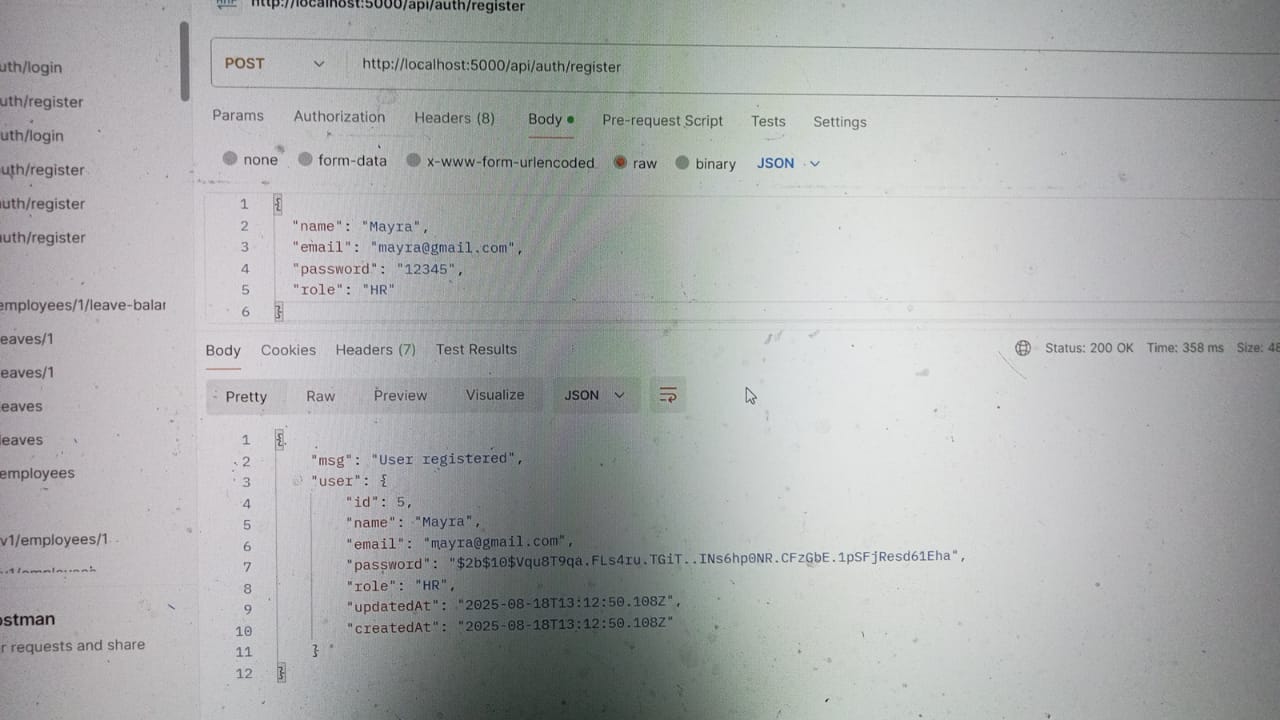 http://localhost:5000/api/auth/register
POST
http://localhost:5000/api/auth/register
Params Authorization Headers (8) Body Pre-request Script Tests Settings
none form-data x-www-form-urlencoded raw binary JSON
1 {
2 "name": "Mayra",
3 "email": "mayra@gmail.com",
4 "password": "12345",
5 "role": "HR"
6 }
Body Cookies Headers (7) Test Results
Status: 200 OK Time: 358 ms Size: 48
Pretty Raw Preview Visualize JSON
1 {
2 "msg": "User registered",
3 "user": {
4 "id": 5,
5 "name": "Mayra",
6 "email": "mayra@gmail.com",
7 "password": "$2b$10$Vqu8T9qa.FLs4ru.TGiT..INs6hp0NR.CFzGbE.1pSFjResd61Eha",
8 "role": "HR",
9 "updatedAt": "2025-08-18T13:12:50.108Z",
10 "createdAt": "2025-08-18T13:12:50.108Z"
11 }
12 }
uth/login
uth/register
uth/login
uth/register
uth/register
uth/register
employees/1/leave-balar
eaves/1
eaves/1
eaves
eaves
employees
v1/employees/1
ostman
r requests and share